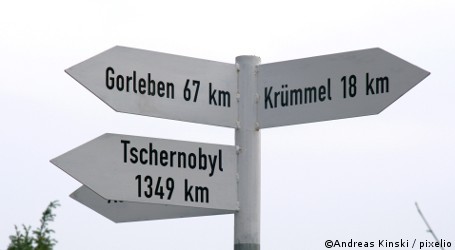 Gorleben 67 km
Krümmel 18 km
Tschernobyl
1349 km
©Andreas Kinski / pixelio